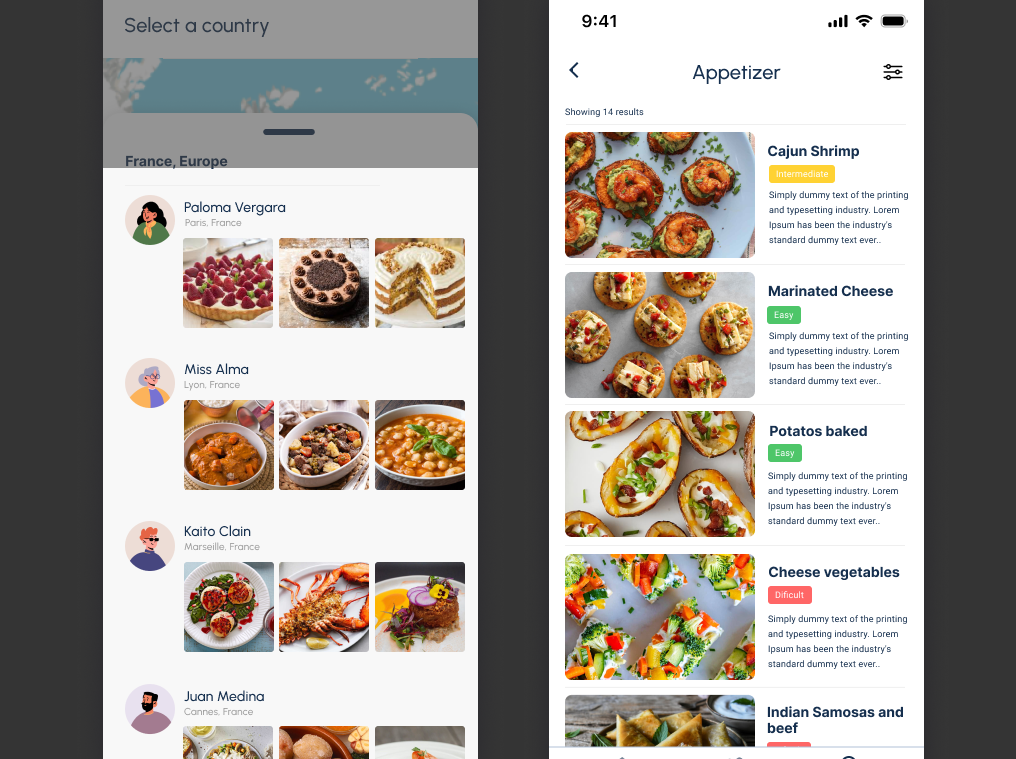 Select a country
France, Europe
Paloma Vergara
Paris, France
Miss Alma
Lyon, France
Kaito Clain
Marseille, France
Juan Medina
Cannes, France
9:41
Appetizer
Showing 14 results
Cajun Shrimp
Intermediate
Simply dummy text of the printing
and typesetting industry. Lorem
Ipsum has been the industry's
standard dummy text ever..
Marinated Cheese
Easy
Simply dummy text of the printing
and typesetting industry. Lorem
Ipsum has been the industry's
standard dummy text ever..
Potatos baked
Easy
Simply dummy text of the printing
and typesetting industry. Lorem
Ipsum has been the industry's
standard dummy text ever..
Cheese vegetables
Dificult
Simply dummy text of the printing
and typesetting industry. Lorem
Ipsum has been the industry's
standard dummy text ever..
Indian Samosas and
beef